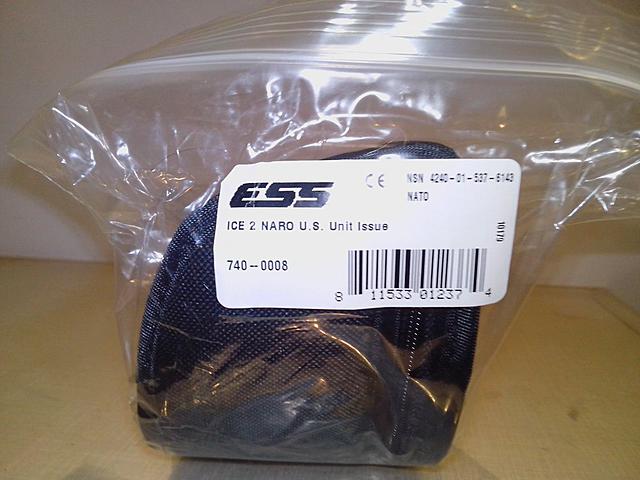 ESS
CE
NSN 4240-01-537-6143
NATO
ICE 2 NARO U.S. Unit Issue
10179
740--0008
8 11533 01237 4